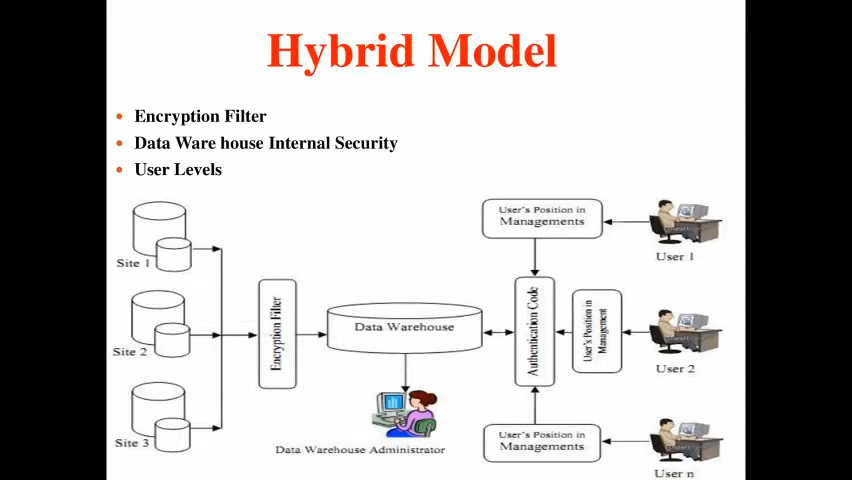 Hybrid Model
Encryption Filter
Data Ware house Internal Security
User Levels
User's Position in
Managements
User 1
Site 1
Encryption Filter
Data Warehouse
Authentication Code
User's Position in
Management
User 2
Site 2
Site 3
Data Warehouse Administrator
User's Position in
Managements
User n